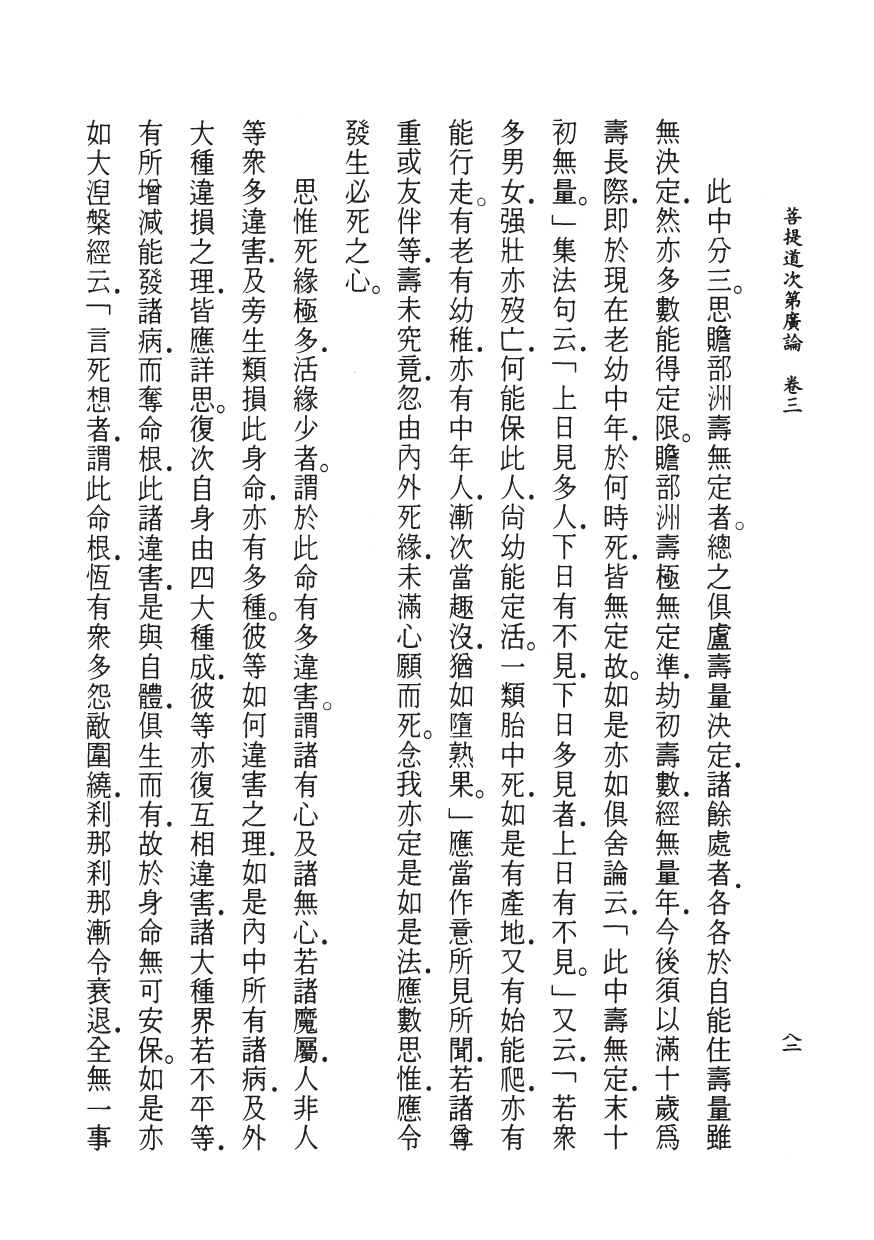 菩提道次第廣論　卷三
八二
此中分三。思贍部洲壽無定者。總之俱盧壽量決定．諸餘處者．各各於自能住壽量雖
無決定．然亦多數能得定限。贍部洲壽極無定準．劫初壽數．經無量年．今後須以滿十歲爲
壽長際．即於現在老幼中年．於何時死．皆無定故。如是亦如俱舍論云．「此中壽無定．末十
初無量。」集法句云．「上日見多人．下日有不見．下日多見者．上日有不見。」又云．「若衆
多男女．强壯亦歿亡．何能保此人．尙幼能定活。一類胎中死．如是有產地．又有始能爬．亦有
能行走。有老有幼稚．亦有中年人．漸次當趣沒．猶如墮熟果。」應當作意所見所聞．若諸尊
重或友伴等．壽未究竟．忽由內外死緣．未滿心願而死。念我亦定是如是法．應數思惟．應令
發生必死之心。
思惟死緣極多．活緣少者。謂於此命有多違害。謂諸有心及諸無心．若諸魔屬．人非人
等衆多違害．及旁生類損此身命．亦有多種。彼等如何違害之理．如是內中所有諸病．及外
大種違損之理．皆應詳思。復次自身由四大種成．彼等亦復互相違害．諸大種界若不平等．
有所增減能發諸病．而奪命根．此諸違害．是與自體．俱生而有．故於身命無可安保。如是亦
如大湼槃經云．「言死想者．謂此命根．恆有衆多怨敵圍繞．刹那刹那漸令衰退．全無一事